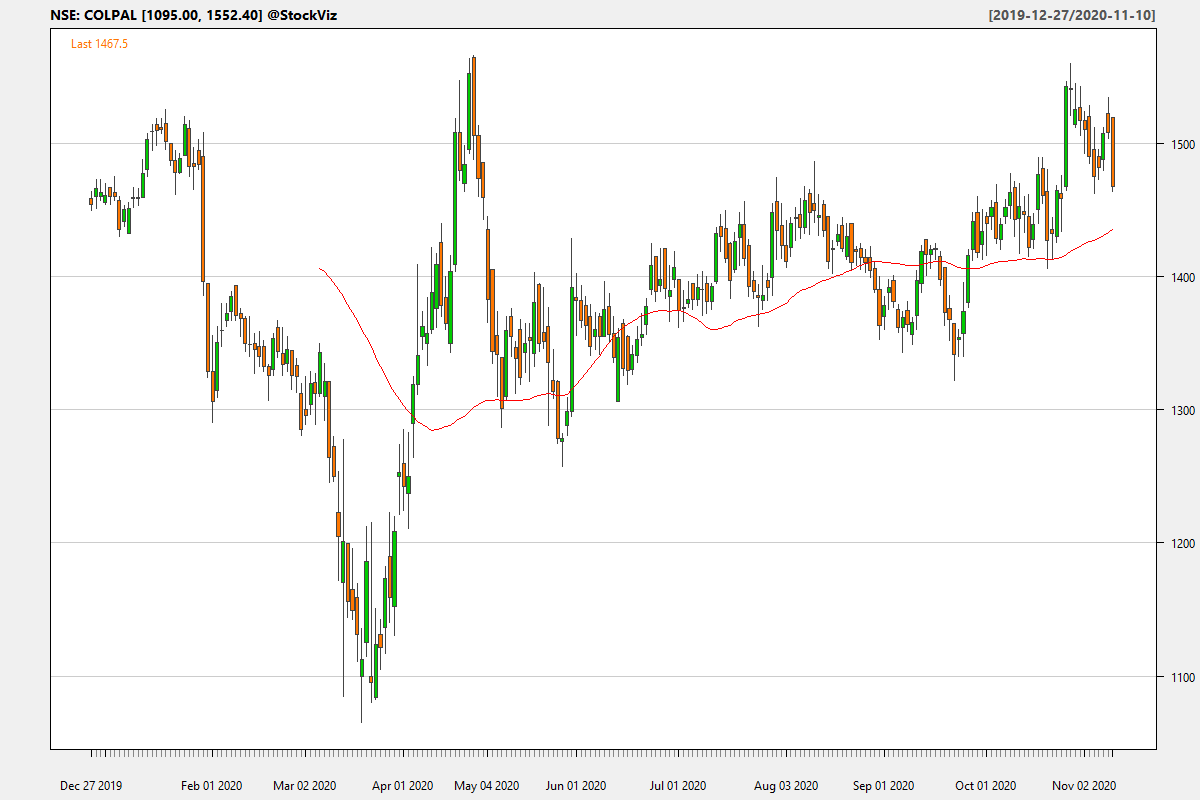 NSE: COLPAL [1095.00, 1552.40] @StockViz
[2019-12-27/2020-11-10]
Last 1467.5
1500
1400
1300
1200
1100
Dec 27 2019
Feb 01 2020
Mar 02 2020
Apr 01 2020
May 04 2020
Jun 01 2020
Jul 01 2020
Aug 03 2020
Sep 01 2020
Oct 01 2020
Nov 02 2020